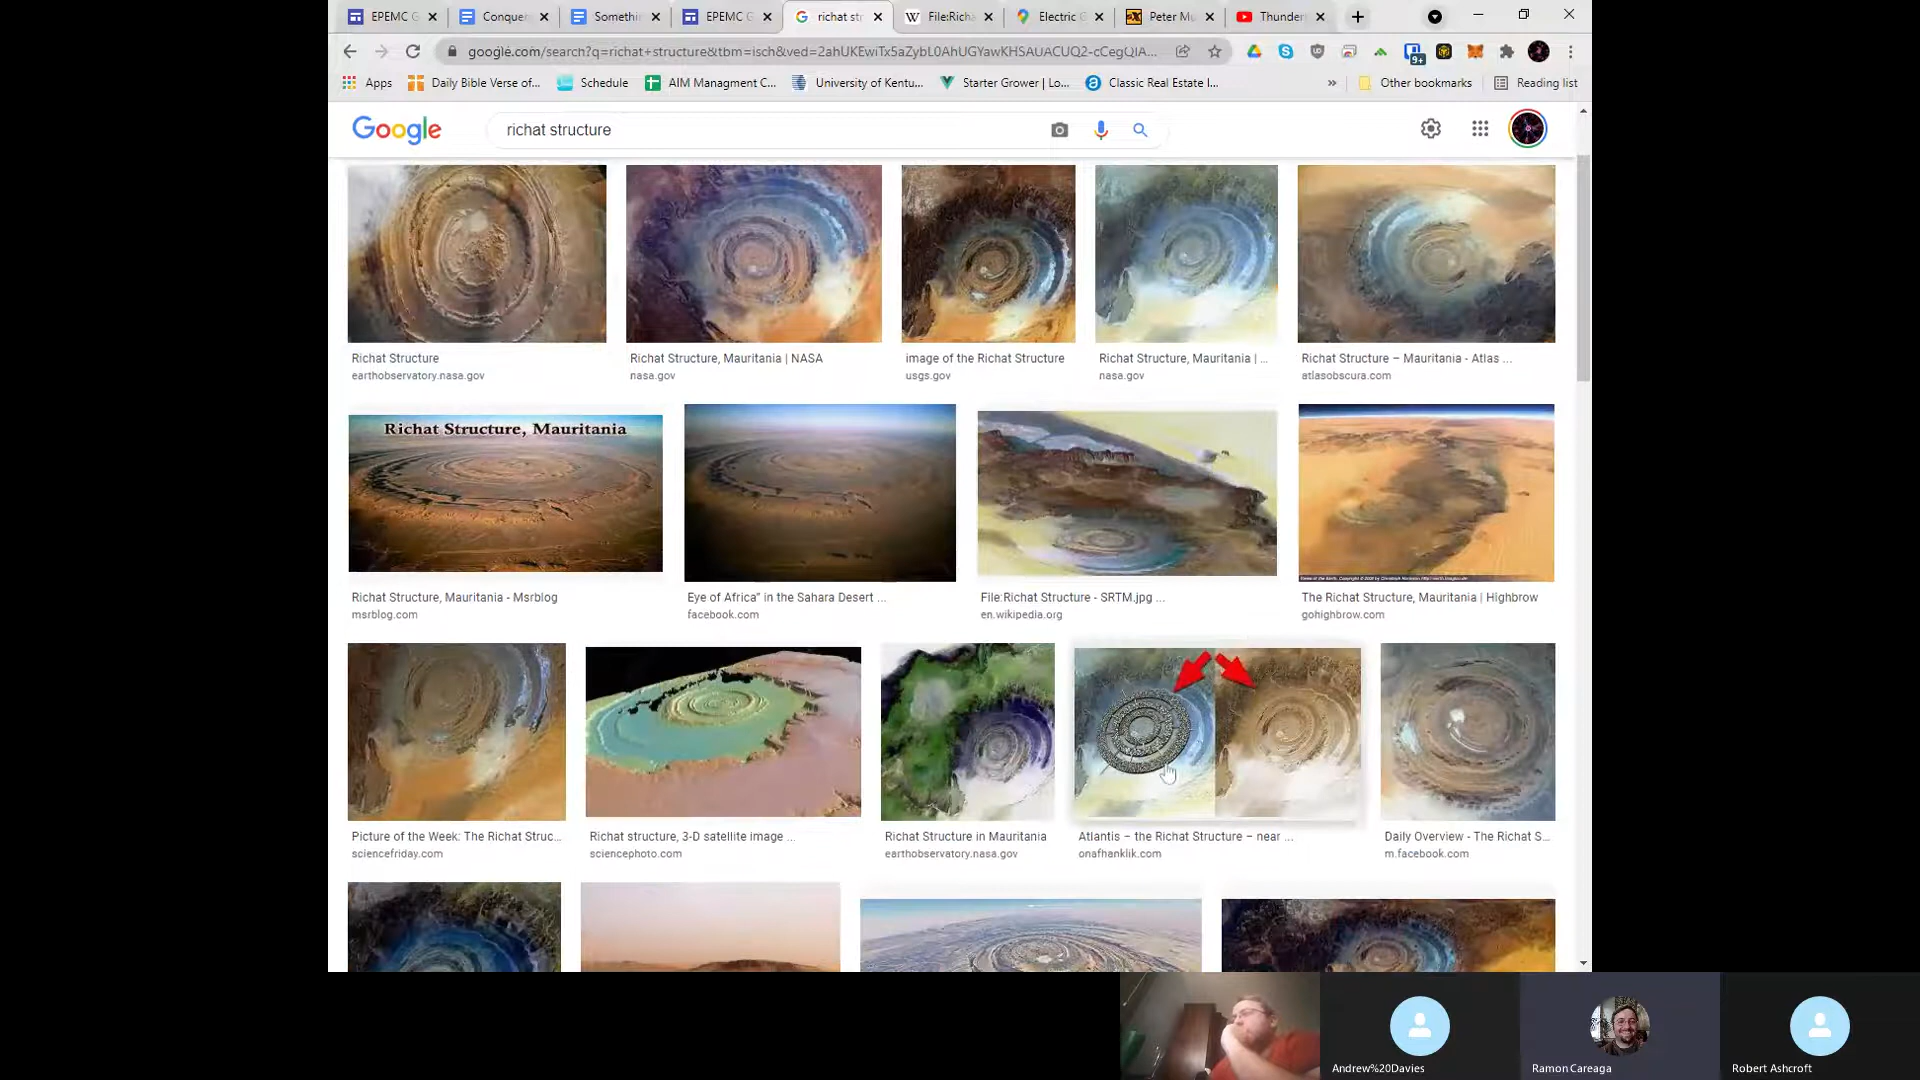 EPEMC G
Conquer
Somethi
EPEMC G
richat str
File:Richa
Electric
Peter Mu
Thunder
google.com/search?q=richat+structure&tbm=isch&ved=2ahUKEwiTx5aZybL0AhUGYawKHSAUACUQ2-cCegQIA...
9+
Apps
Daily Bible Verse of...
Schedule
AIM Managment C...
University of Kentu...
Starter Grower | Lo...
Classic Real Estate I...
»
Other bookmarks
Reading list
Google
richat structure
Richat Structure
earthobservatory.nasa.gov
Richat Structure, Mauritania | NASA
nasa.gov
image of the Richat Structure
usgs.gov
Richat Structure, Mauritania | ...
nasa.gov
Richat Structure – Mauritania - Atlas ...
atlasobscura.com
Richat Structure, Mauritania
Richat Structure, Mauritania - Msrblog
msrblog.com
Eye of Africa" in the Sahara Desert ...
facebook.com
File:Richat Structure - SRTM.jpg ...
en.wikipedia.org
The Richat Structure, Mauritania | Highbrow
gohighbrow.com
Picture of the Week: The Richat Struc...
sciencefriday.com
Richat structure, 3-D satellite image ...
sciencephoto.com
Richat Structure in Mauritania
earthobservatory.nasa.gov
Atlantis – the Richat Structure – near ...
onafhanklik.com
Daily Overview - The Richat S...
m.facebook.com
Andrew%20Davies
Ramon Careaga
Robert Ashcroft